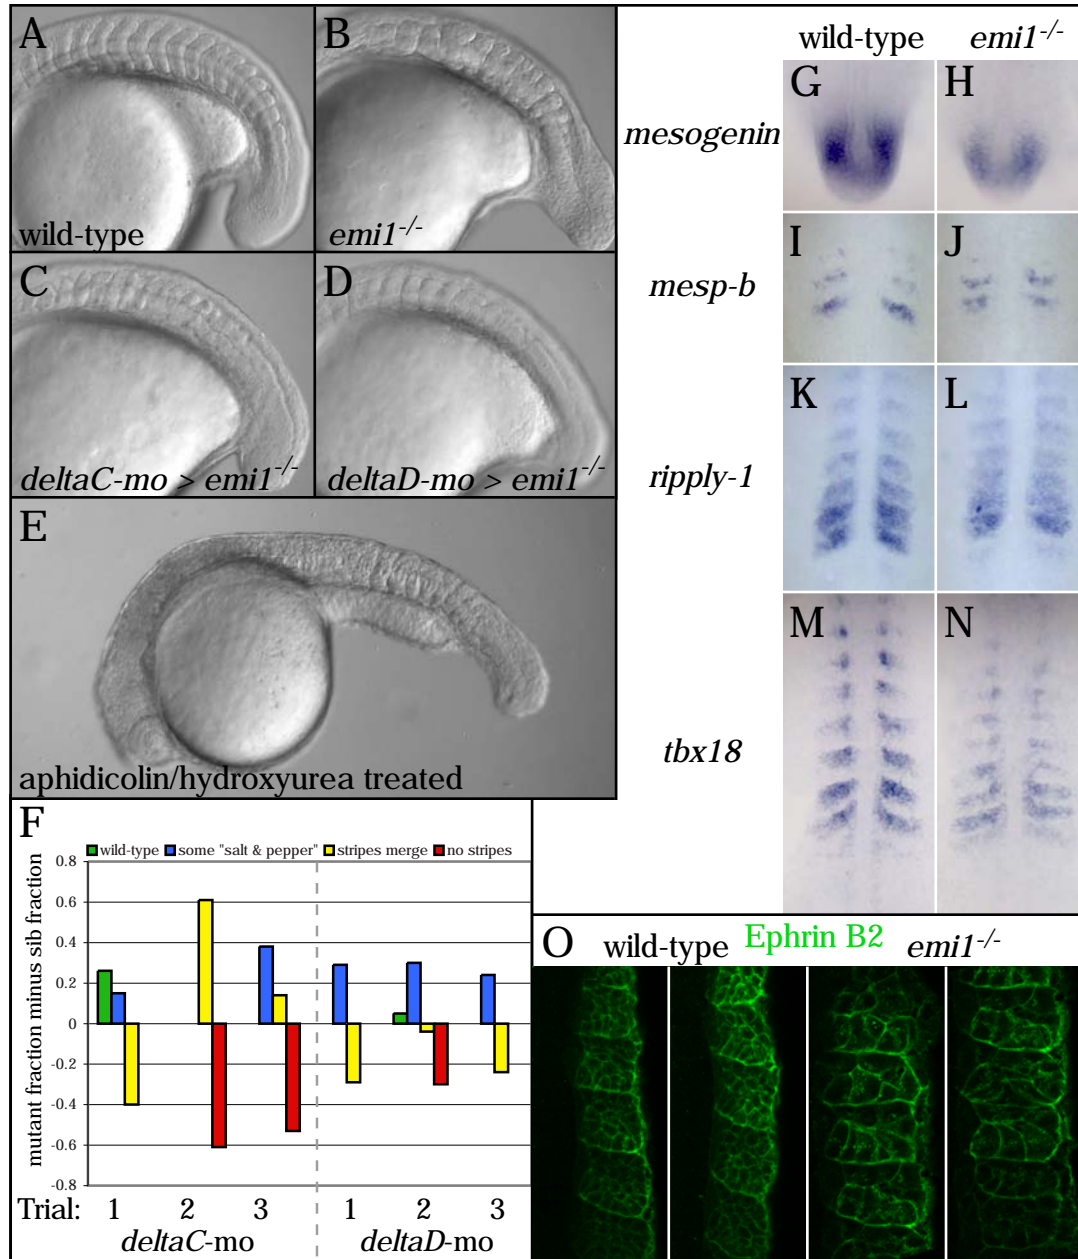 A
wild-type
B
emi1-/-
C
deltaC-mo > emi1-/-
D
deltaD-mo > emi1-/-
E
aphidicolin/hydroxyurea treated
F
wild-type some "salt & pepper" stripes merge no stripes
mutant fraction minus sib fraction
0.8
0.6
0.4
0.2
0
-0.2
-0.4
-0.6
-0.8
Trial: 1 2 3 1 2 3
deltaC-mo deltaD-mo
wild-type emi1-/-
mesogenin
G H
mesp-b
I J
ripply-1
K L
tbx18
M N
O wild-type Ephrin B2 emi1-/-